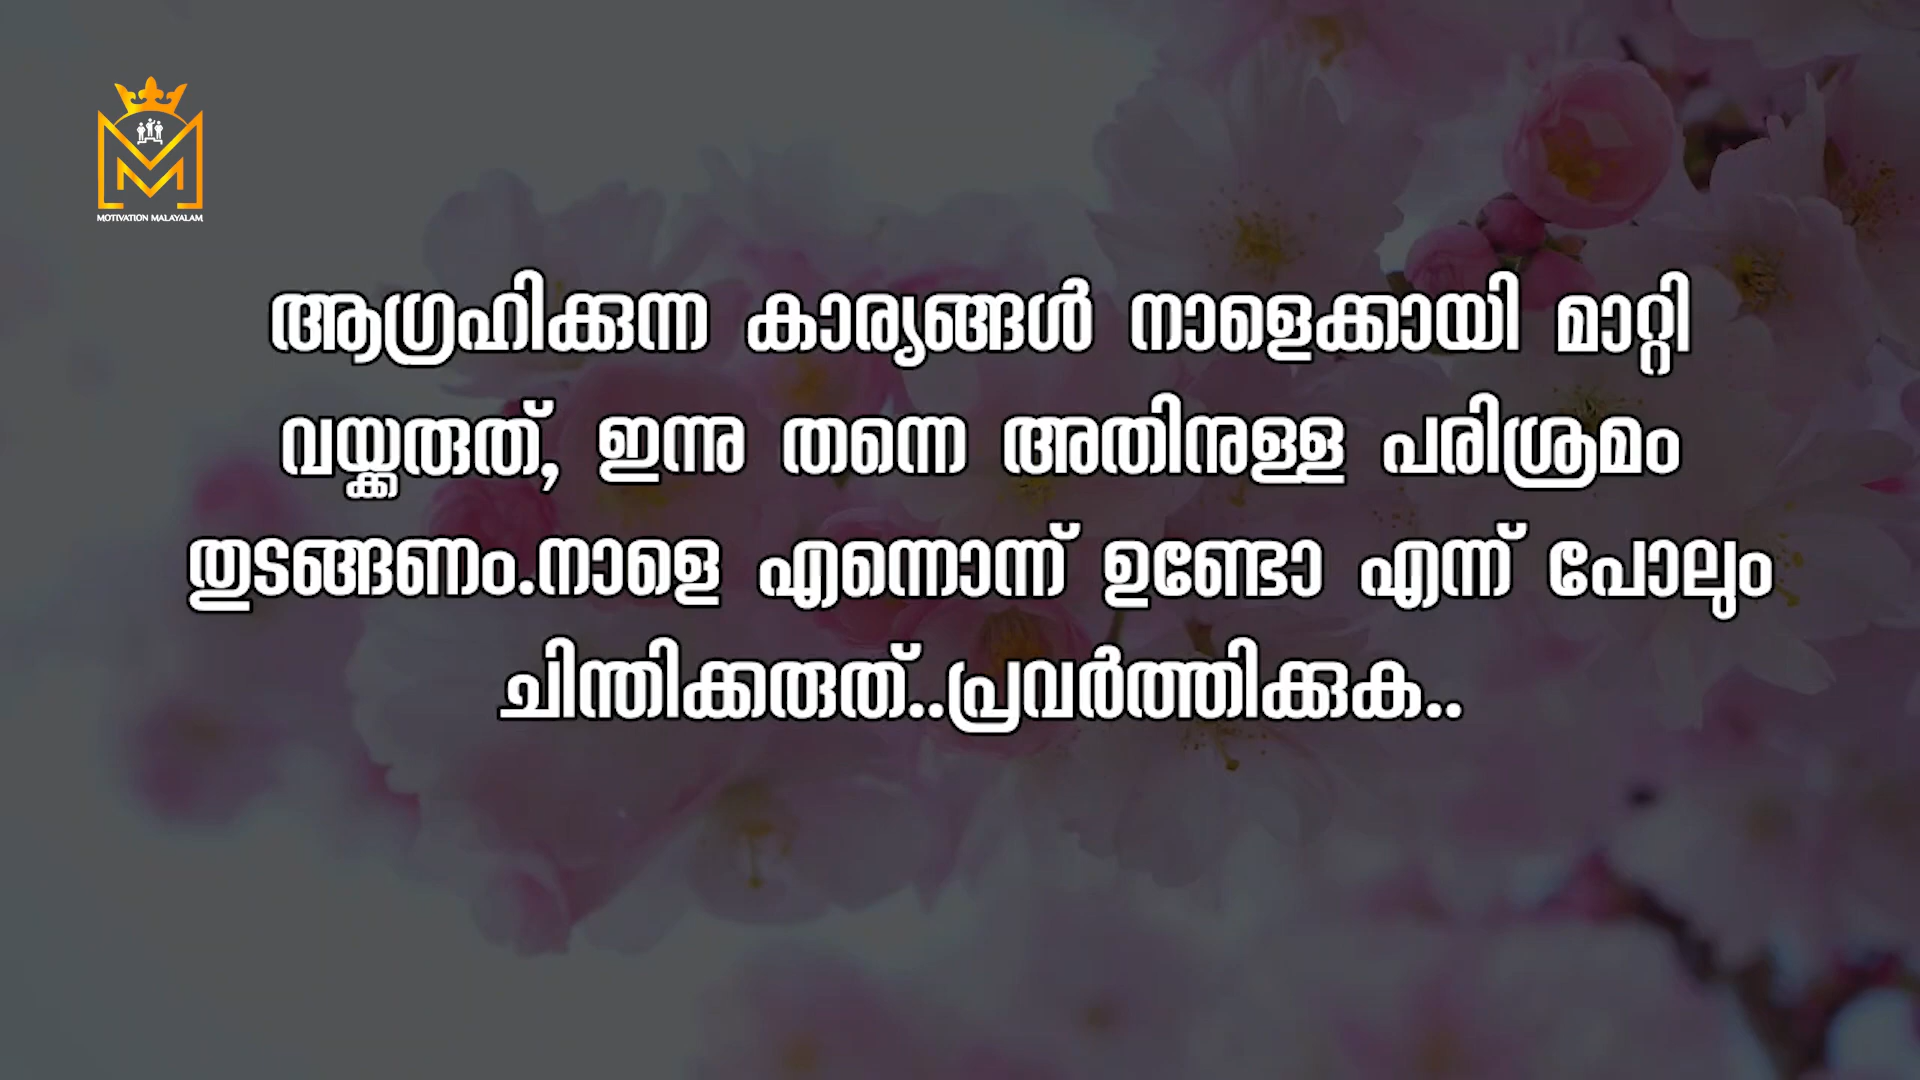 MOTIVATION MALAYALAM
ആഗ്രഹിക്കുന്ന കാര്യങ്ങൾ നാളെക്കായി മാറ്റി
വയ്ക്കരുത്, ഇന്നു തന്നെ അതിനുള്ള പരിശ്രമം
തുടങ്ങണം.നാളെ എന്നൊന്ന് ഉണ്ടോ എന്ന് പോലും
ചിന്തിക്കരുത്..പ്രവർത്തിക്കുക..